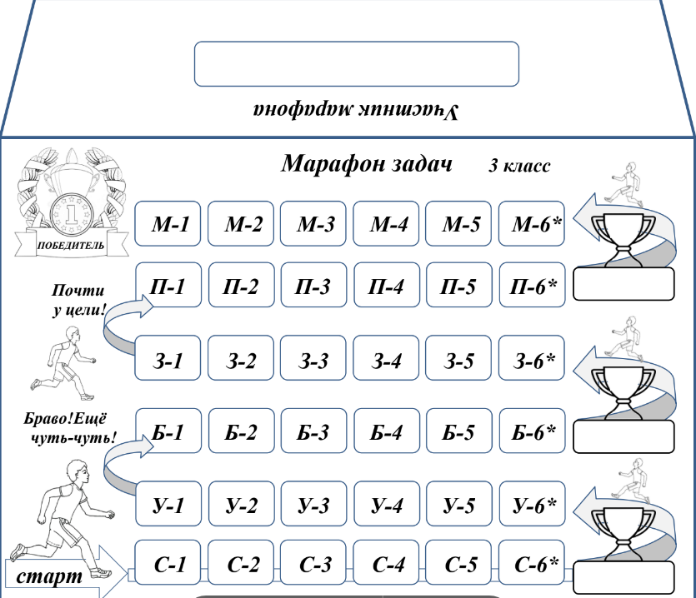 Участник марафона
Марафон задач 3 класс
1
ПОБЕДИТЕЛЬ
М-1 М-2 М-3 М-4 М-5 М-6*
Почти
у цели!
П-1 П-2 П-3 П-4 П-5 П-6*
З-1 З-2 З-3 З-4 З-5 З-6*
Браво!Ещё
чуть-чуть!
Б-1 Б-2 Б-3 Б-4 Б-5 Б-6*
У-1 У-2 У-3 У-4 У-5 У-6*
С-1 С-2 С-3 С-4 С-5 С-6*
старт